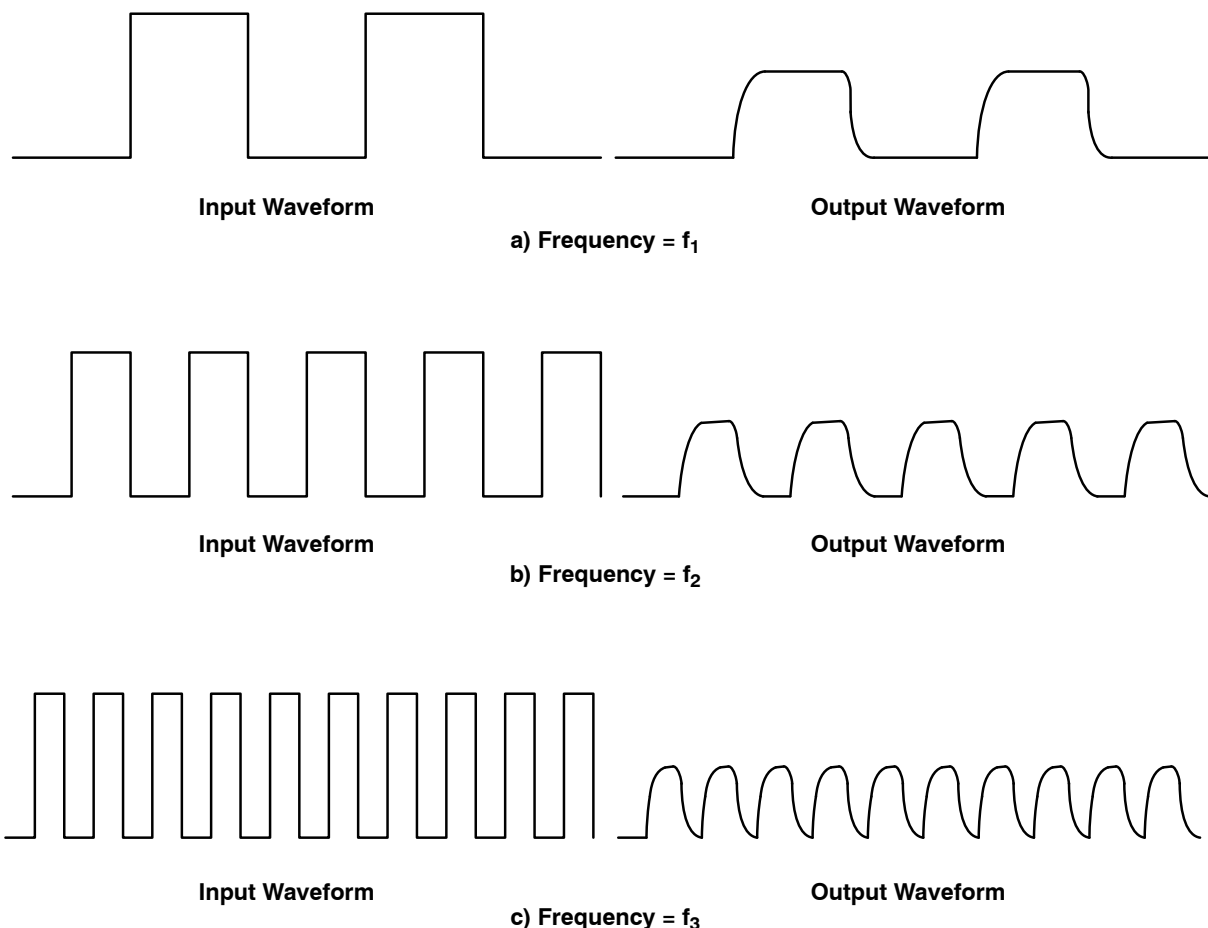 Input Waveform
Output Waveform
a) Frequency = f1
Input Waveform
Output Waveform
b) Frequency = f2
Input Waveform
Output Waveform
c) Frequency = f3